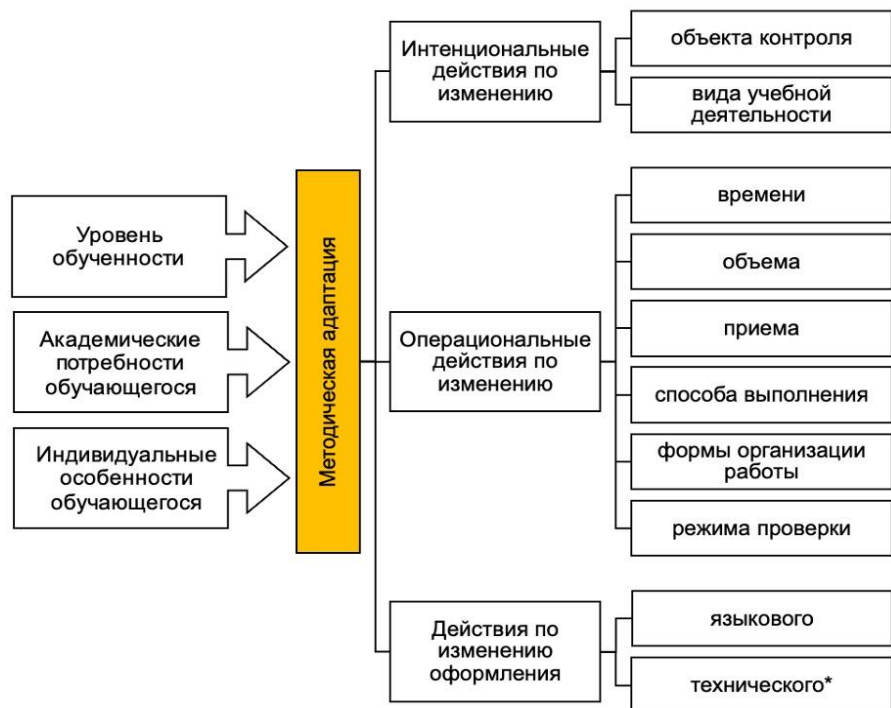 Уровень
обученности
Академические
потребности
обучающегося
Индивидуальные
особенности
обучающегося
Методическая адаптация
Интенциональные
действия по
изменению
объекта контроля
вида учебной
деятельности
Операциональные
действия по
изменению
времени
объема
приема
способа выполнения
формы организации
работы
режима проверки
Действия по
изменению
оформления
языкового
технического*